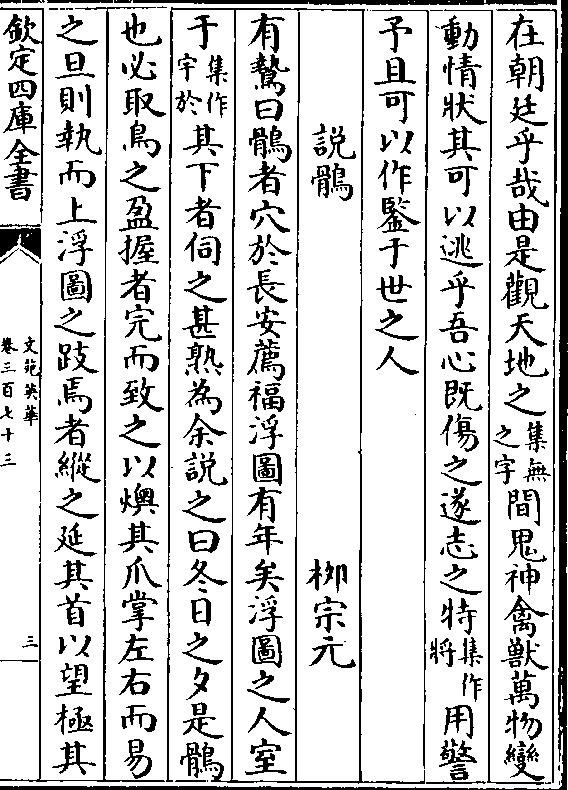 在朝廷乎哉由是觀天地之集無之字間鬼神禽獸萬物變
動情狀其可以逃乎吾心既傷之遂志之特集作將用警
予且可以作鑒于世之人
說鶻　柳宗元
有鷙曰鶻者穴於長安薦福浮圖有年矣浮圖之人室
于集作宇於其下者伺之甚熟為余説之曰冬日之夕是鶻
也必取鳥之盈握者完而致之以燠其爪掌左右而易
之旦則執而上浮圖之跂焉者縱之延其首以望極其
欽定四庫全書
文苑英華
卷三百七十三
三